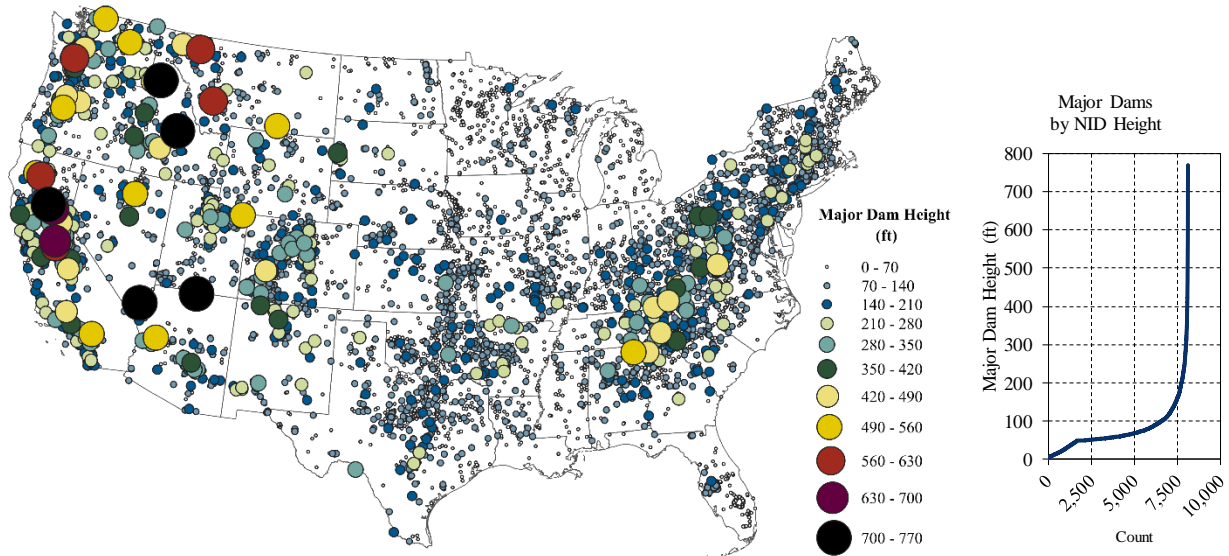 Major Dam Height
(ft)
0 - 70
70 - 140
140 - 210
210 - 280
280 - 350
350 - 420
420 - 490
490 - 560
560 - 630
630 - 700
700 - 770
Major Dams
by NID Height
Major Dam Height (ft)
800
700
600
500
400
300
200
100
0
0
2,500
5,000
7,500
10,000
Count